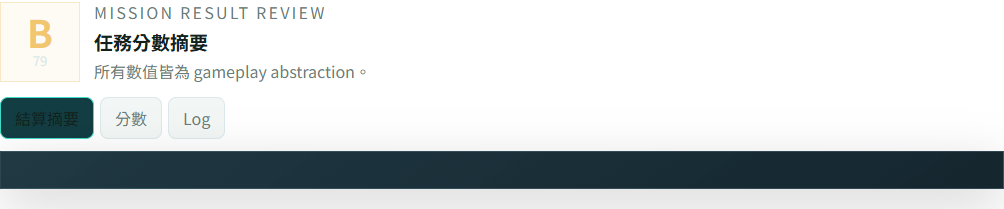 B
79
MISSION RESULT REVIEW
任務分數摘要
所有數值皆為 gameplay abstraction。
結算摘要
分數
Log